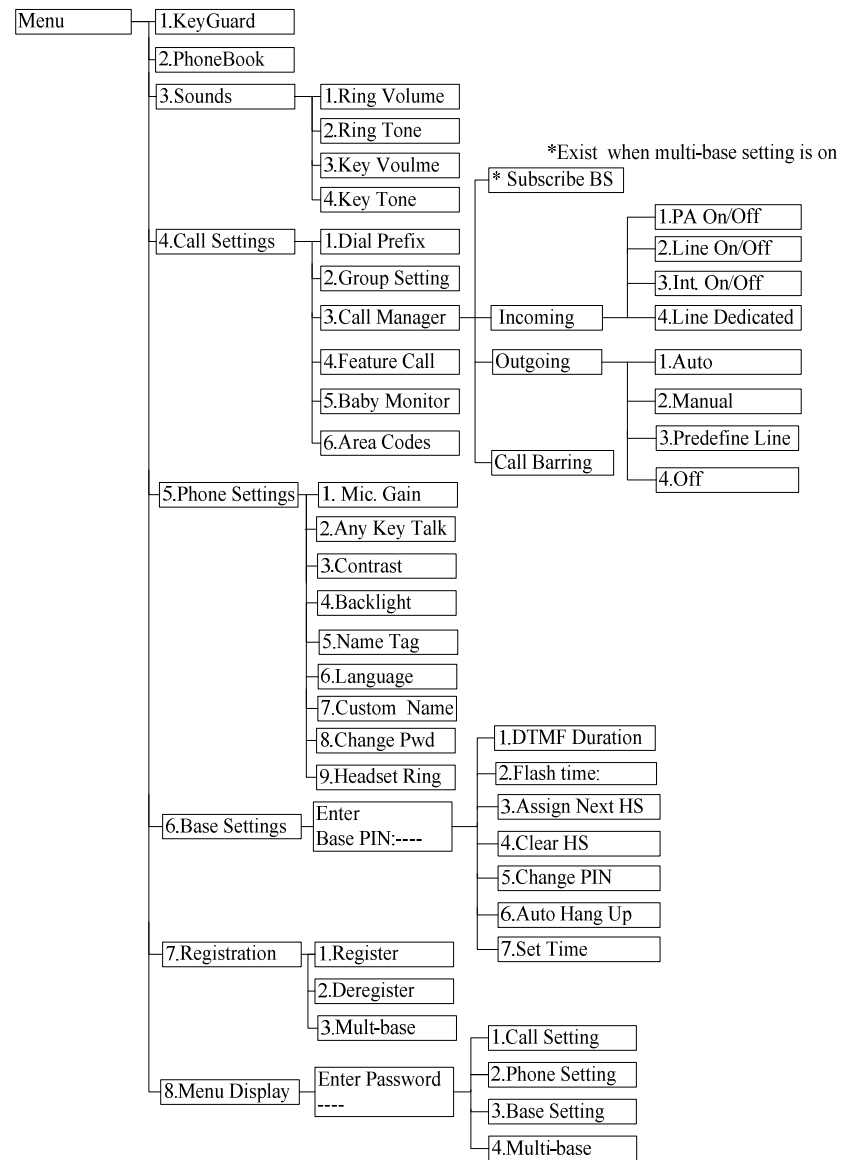 Menu
1.KeyGuard
2.PhoneBook
3.Sounds
1.Ring Volume
2.Ring Tone
3.Key Voulme
4.Key Tone
4.Call Settings
1.Dial Prefix
2.Group Setting
3.Call Manager
*Exist when multi-base setting is on
* Subscribe BS
Incoming
1.PA On/Off
2.Line On/Off
3.Int. On/Off
4.Line Dedicated
Outgoing
1.Auto
2.Manual
3.Predefine Line
4.Off
Call Barring
4.Feature Call
5.Baby Monitor
6.Area Codes
5.Phone Settings
1. Mic. Gain
2.Any Key Talk
3.Contrast
4.Backlight
5.Name Tag
6.Language
7.Custom Name
8.Change Pwd
9.Headset Ring
6.Base Settings
Enter
Base PIN:----
1.DTMF Duration
2.Flash time:
3.Assign Next HS
4.Clear HS
5.Change PIN
6.Auto Hang Up
7.Set Time
7.Registration
1.Register
2.Deregister
3.Mult-base
8.Menu Display
Enter Password
----
1.Call Setting
2.Phone Setting
3.Base Setting
4.Multi-base